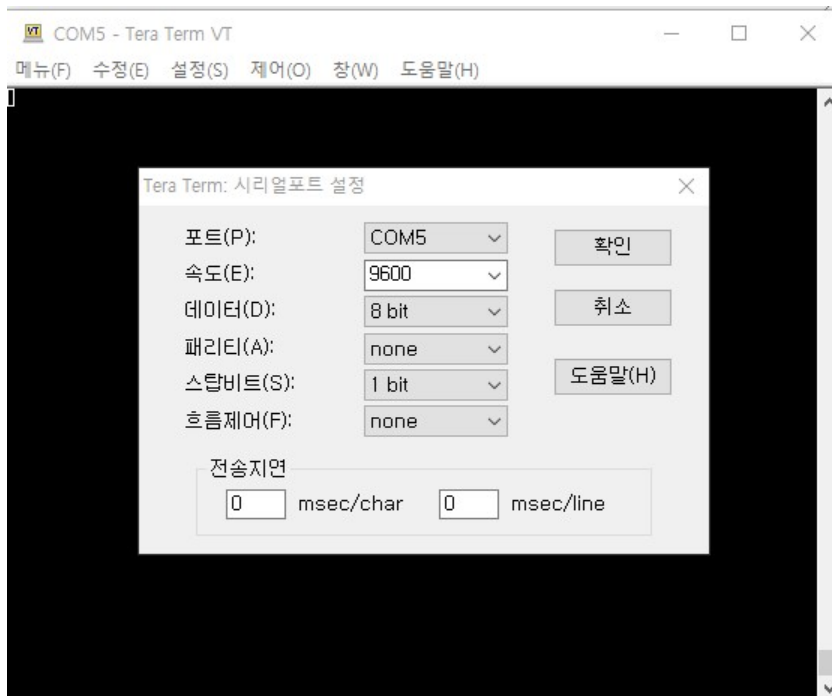 VT COM5 - Tera Term VT
메뉴(F) 수정(E) 설정(S) 제어(O) 창(W) 도움말(H)
Tera Term: 시리얼포트 설정
포트(P): COM5 확인
속도(E): 9600
데이터(D): 8 bit 취소
패리티(A): none
스탑비트(S): 1 bit 도움말(H)
흐름제어(F): none
전송지연
0 msec/char 0 msec/line